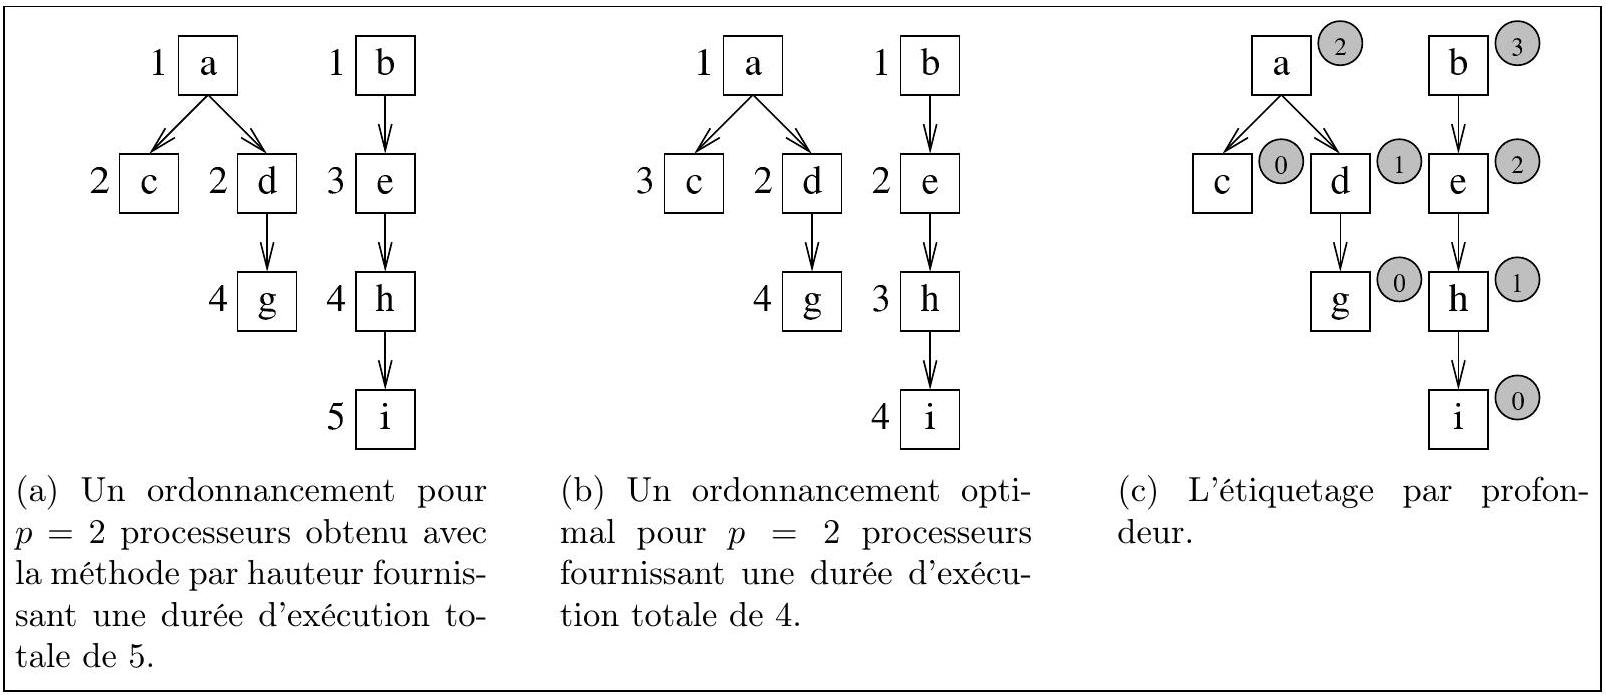 1 a 1 b
2 c 2 d 3 e
4 g 4 h
5 i
(a) Un ordonnancement pour
p = 2 processeurs obtenu avec
la méthode par hauteur fournis-
sant une durée d'exécution to-
tale de 5.
1 a 1 b
3 c 2 d 2 e
4 g 3 h
4 i
(b) Un ordonnancement opti-
mal pour p = 2 processeurs
fournissant une durée d'exécu-
tion totale de 4.
a 2 b 3
c 0 d 1 e 2
g 0 h 1
i 0
(c) L'étiquetage par profon-
deur.